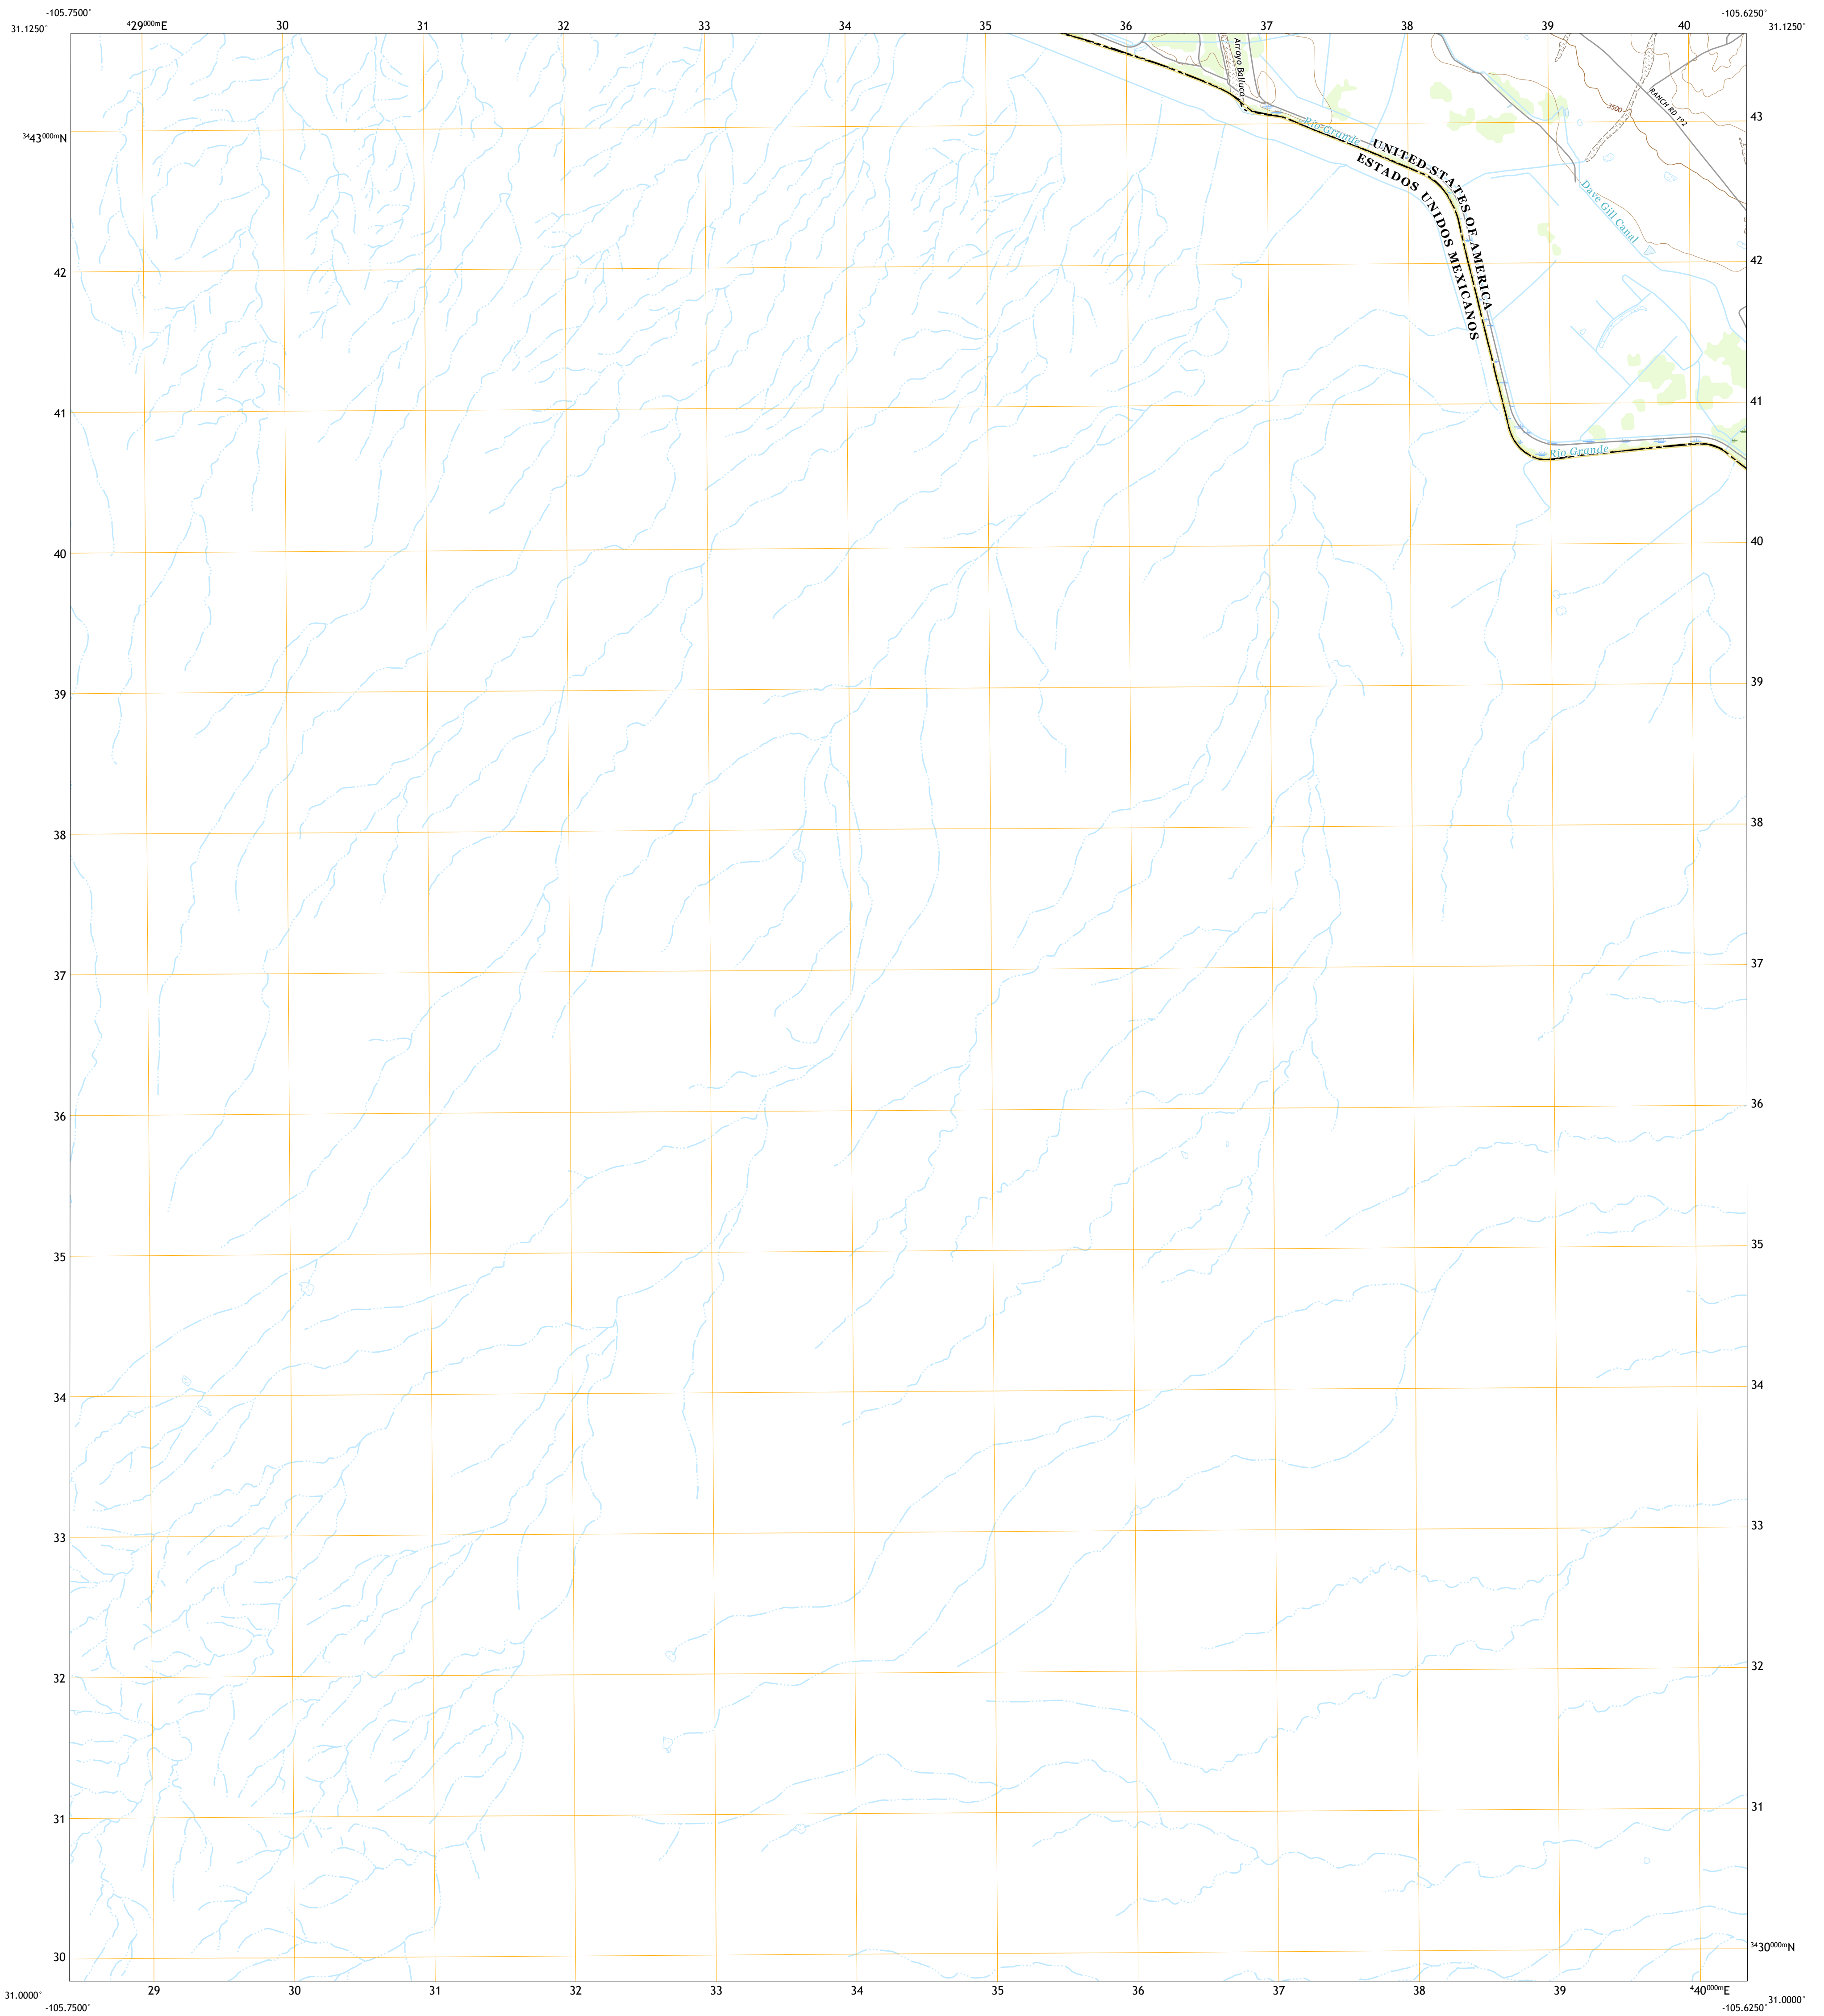 -105.7500° -105.6250°
31.1250° ⁴29⁰⁰⁰ᵐE 30 31 32 33 34 35 36 37 38 39 40 31.1250°
Arroyo Balluco
RANCH RD 192
3500
³⁴43⁰⁰⁰ᵐN 43
Rio Grande
UNITED STATES OF AMERICA
ESTADOS UNIDOS MEXICANOS
Dave Gill Canal
42 42
41 41
Rio Grande
40 40
39 39
38 38
37 37
36 36
35 35
34 34
33 33
32 32
31 31
30 ³⁴30⁰⁰⁰ᵐN
31.0000° 29 30 31 32 33 34 35 36 37 38 39 ⁴40⁰⁰⁰ᵐE 31.0000°
-105.7500° -105.6250°